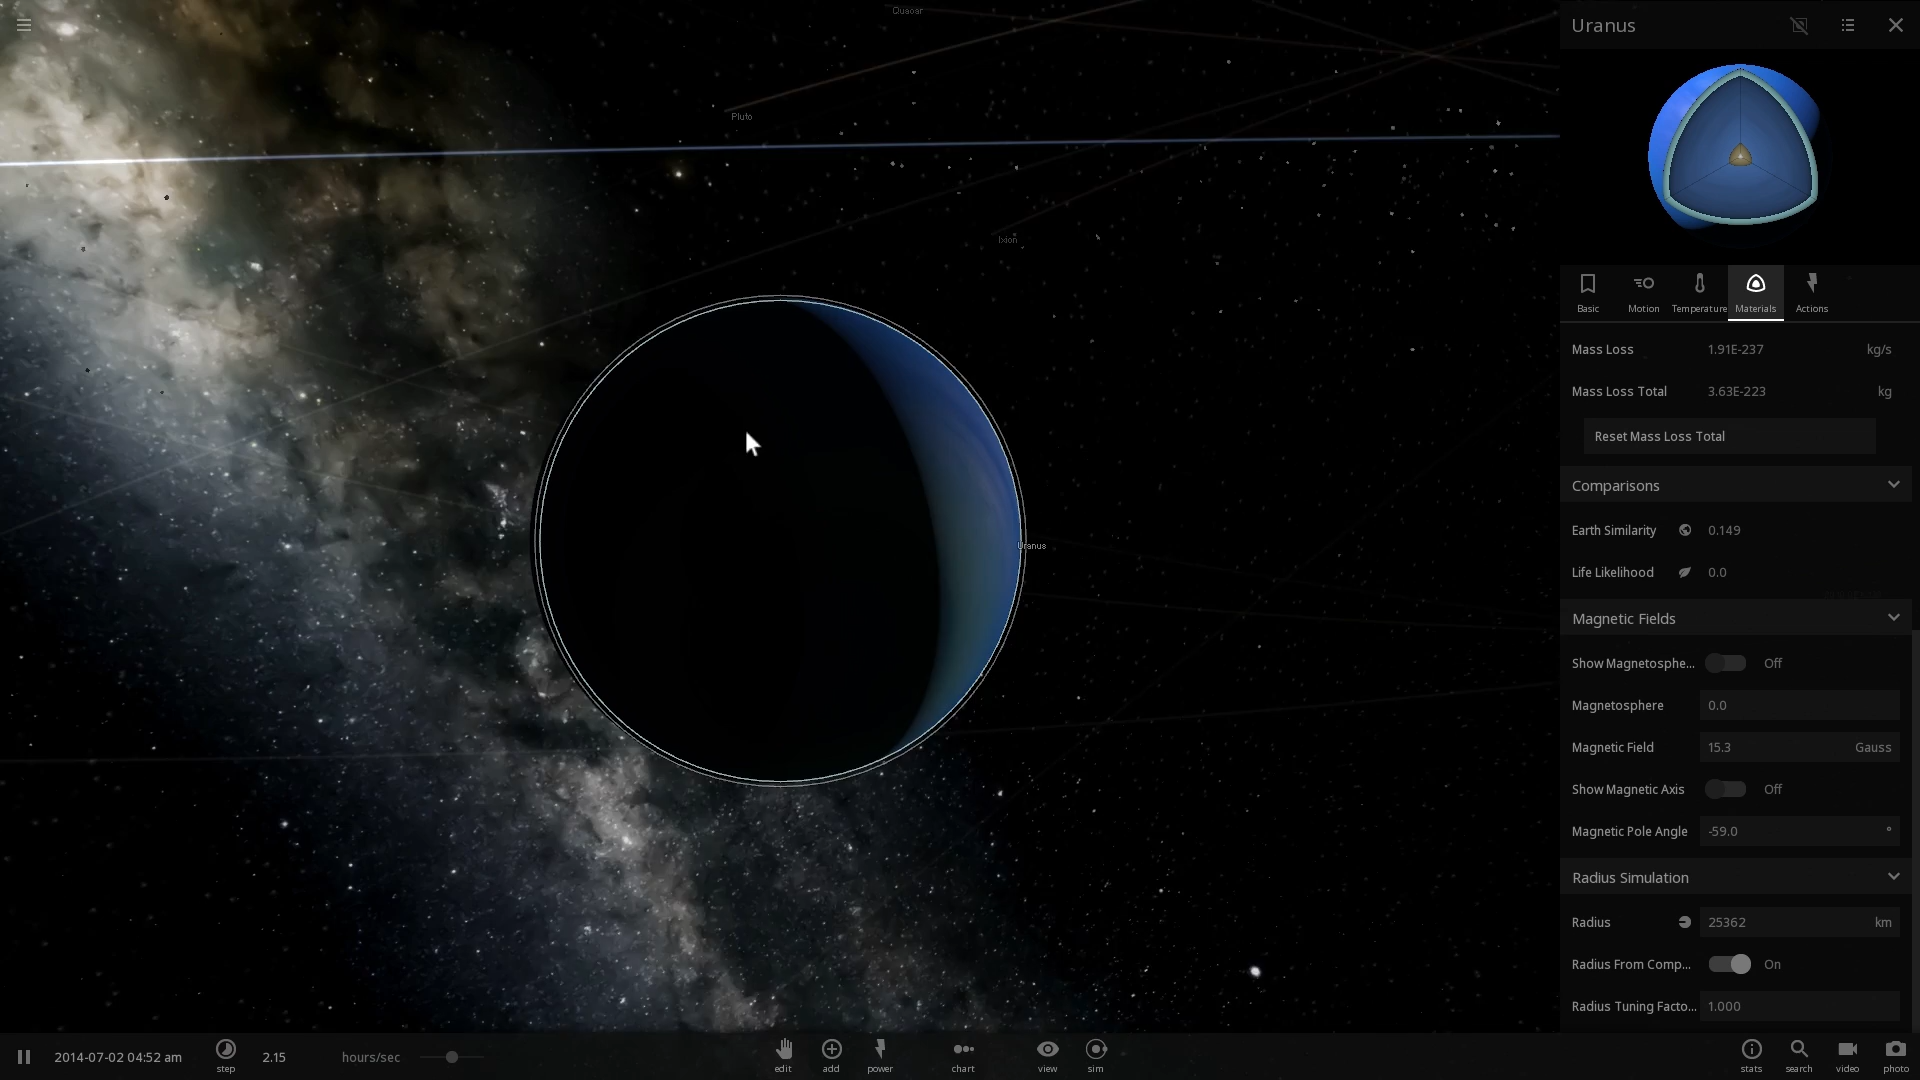 Quaoar
Uranus
Pluto
Ixion
Basic Motion Temperature Materials Actions
Mass Loss 1.91E-237 kg/s
Mass Loss Total 3.63E-223 kg
Reset Mass Loss Total
Comparisons
Earth Similarity 0.149
Uranus
Life Likelihood 0.0
Magnetic Fields
Show Magnetosphe... Off
Magnetosphere 0.0
Magnetic Field 15.3 Gauss
Show Magnetic Axis Off
Magnetic Pole Angle -59.0 °
Radius Simulation
Radius 25362 km
Radius From Comp... On
Radius Tuning Facto... 1.000
2014-07-02 04:52 am step 2.15 hours/sec edit add power chart view sim stats search video photo